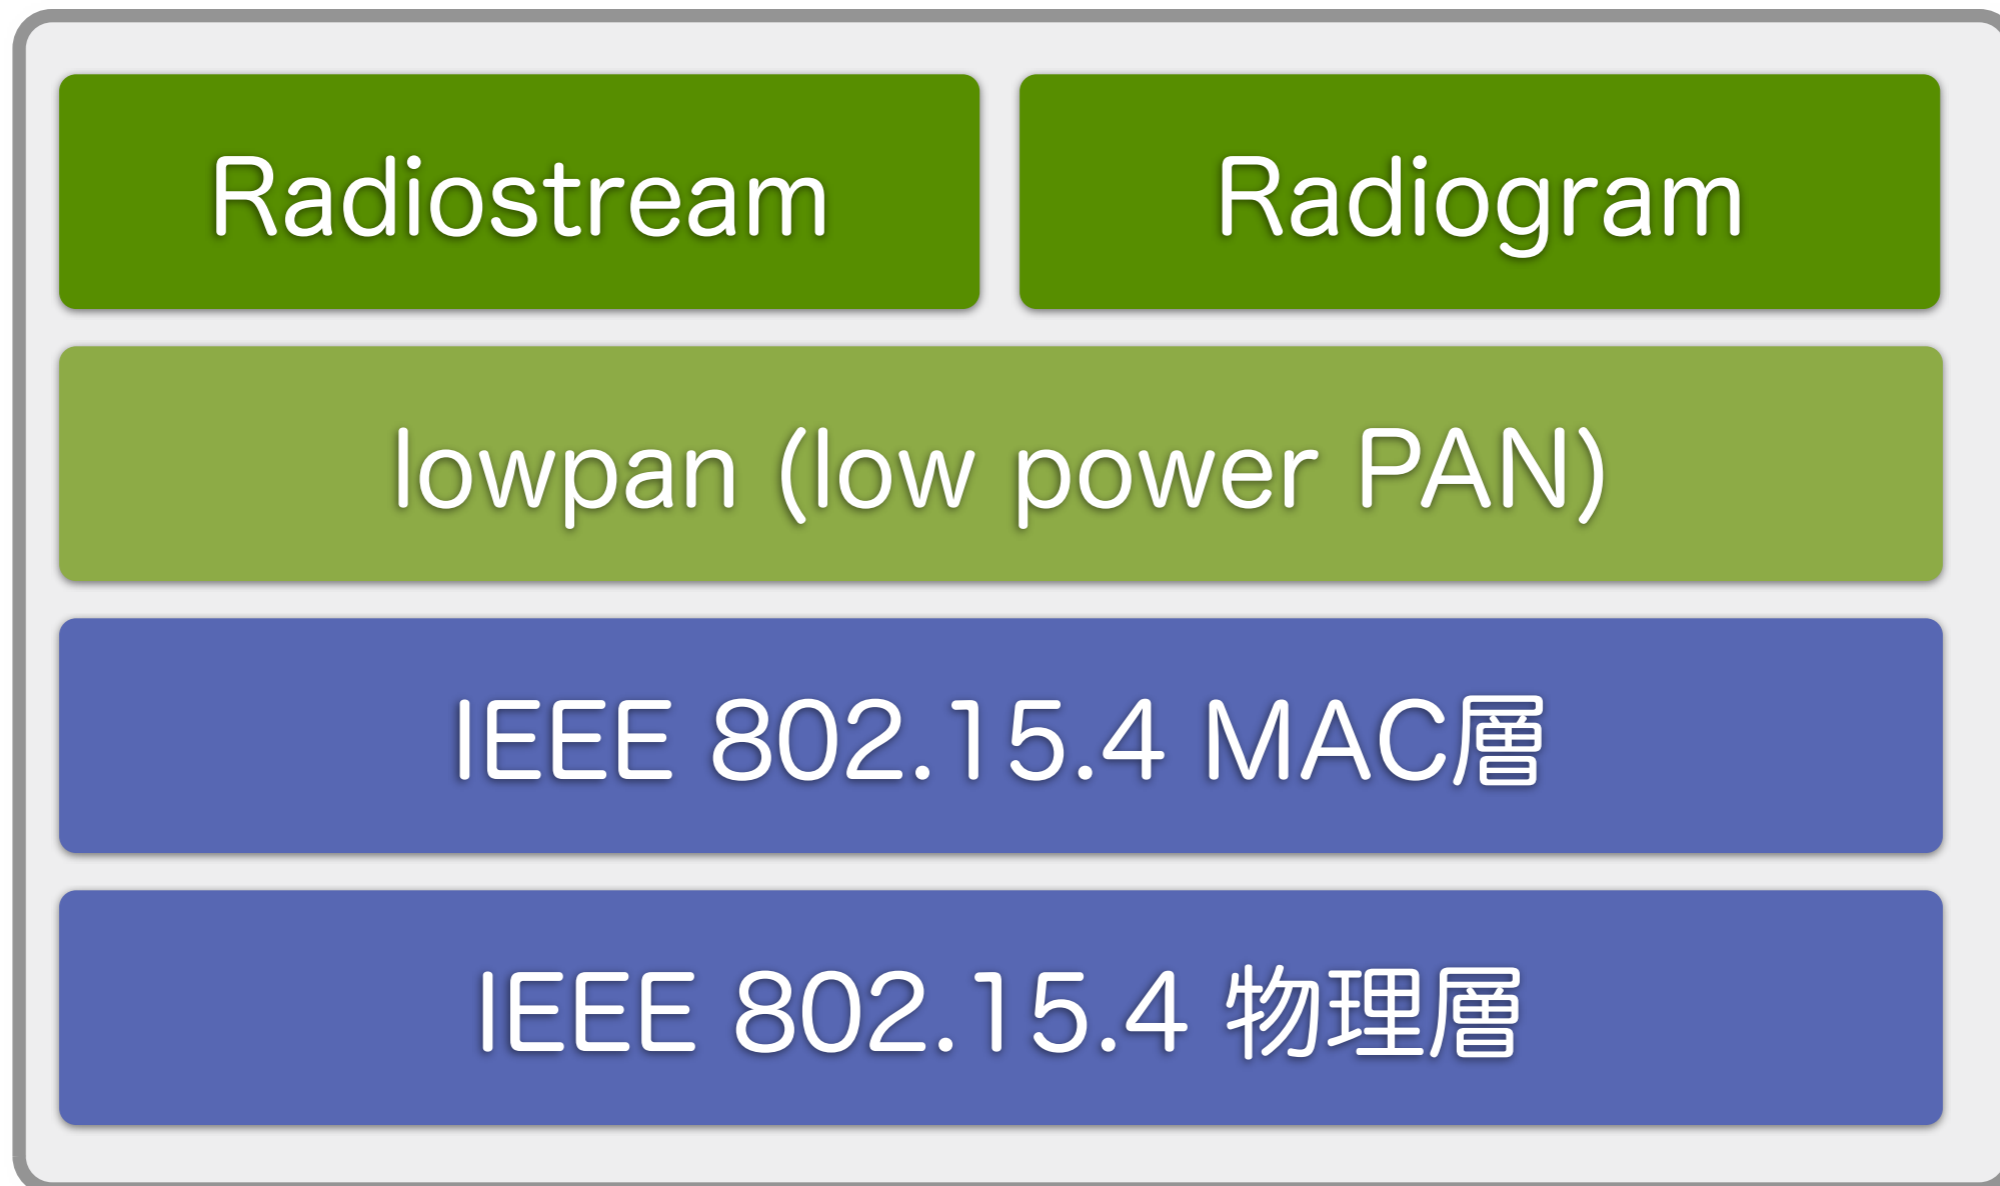 Radiostream
Radiogram
lowpan (low power PAN)
IEEE 802.15.4 MAC層
IEEE 802.15.4 物理層